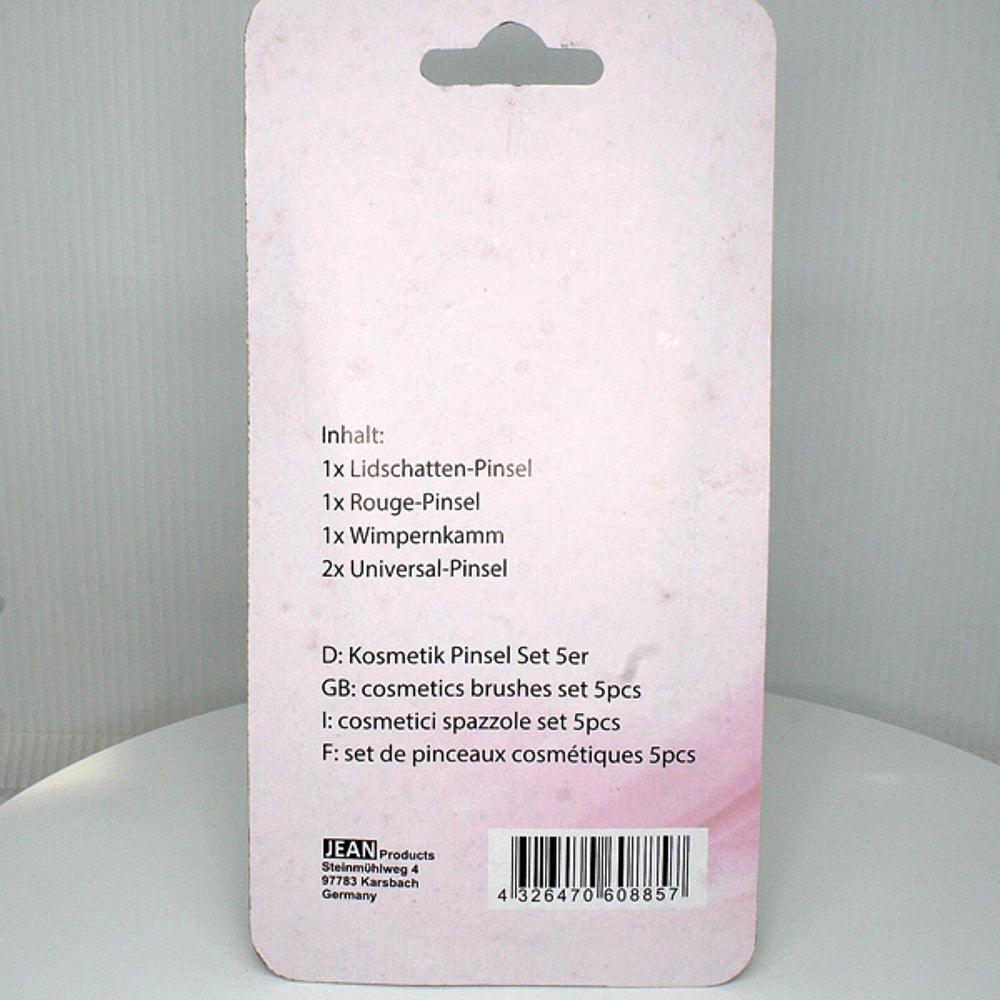 Inhalt:
1x Lidschatten-Pinsel
1x Rouge-Pinsel
1x Wimpernkamm
2x Universal-Pinsel
D: Kosmetik Pinsel Set 5er
GB: cosmetics brushes set 5pcs
I: cosmetici spazzole set 5pcs
F: set de pinceaux cosmétiques 5pcs
JEAN Products
Steinmühlweg 4
97783 Karsbach
Germany
4 326470 608857